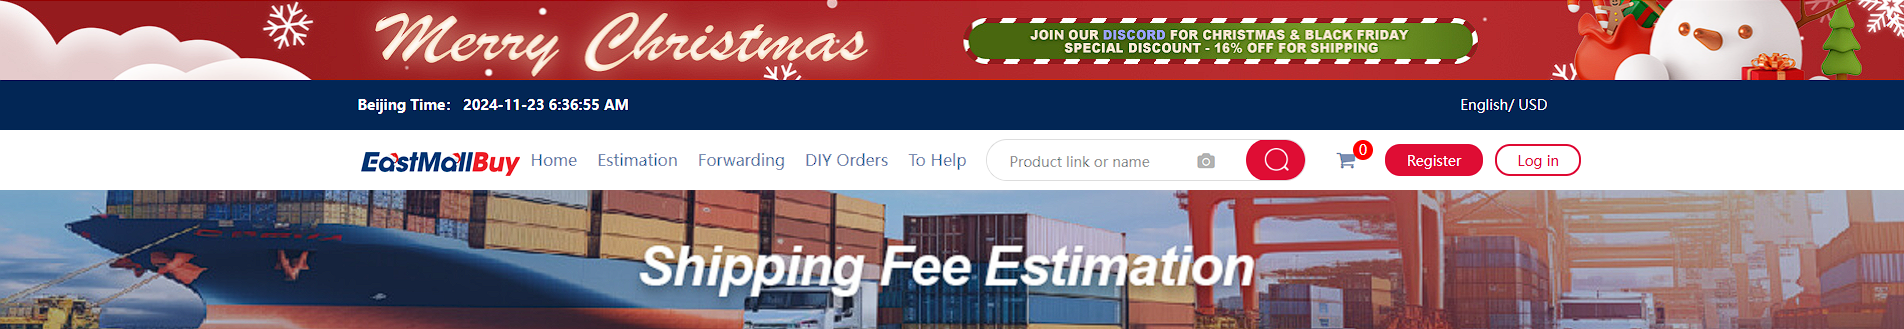 Merry Christmas
JOIN OUR DISCORD FOR CHRISTMAS & BLACK FRIDAY
SPECIAL DISCOUNT - 16% OFF FOR SHIPPING
Beijing Time: 2024-11-23 6:36:55 AM
English/ USD
EastMallBuy Home Estimation Forwarding DIY Orders To Help Product link or name 0 Register Log in
Shipping Fee Estimation